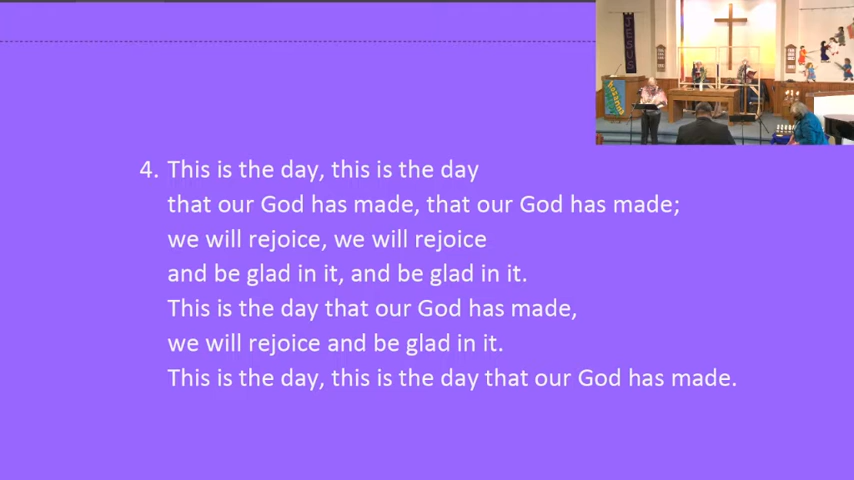 JESUS
4. This is the day, this is the day
that our God has made, that our God has made;
we will rejoice, we will rejoice
and be glad in it, and be glad in it.
This is the day that our God has made,
we will rejoice and be glad in it.
This is the day, this is the day that our God has made.